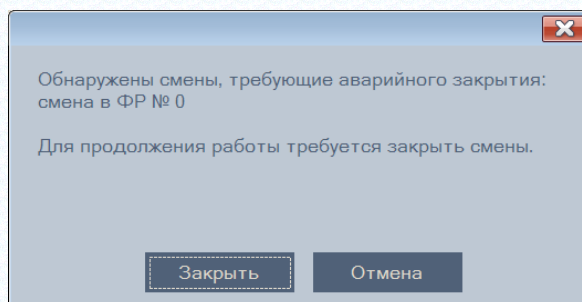 Обнаружены смены, требующие аварийного закрытия:
смена в ФР № 0
Для продолжения работы требуется закрыть смены.
Закрыть
Отмена